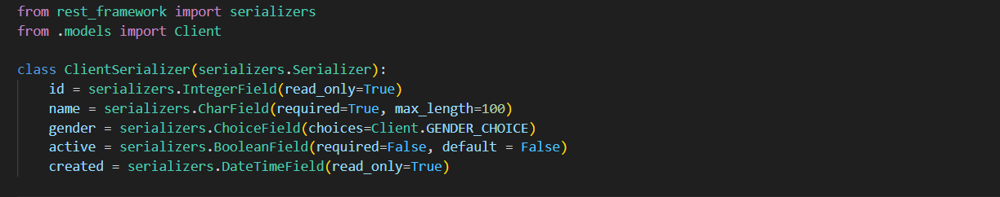 from rest_framework import serializers
from .models import Client
class ClientSerializer(serializers.Serializer):
id = serializers.IntegerField(read_only=True)
name = serializers.CharField(required=True, max_length=100)
gender = serializers.ChoiceField(choices=Client.GENDER_CHOICE)
active = serializers.BooleanField(required=False, default = False)
created = serializers.DateTimeField(read_only=True)